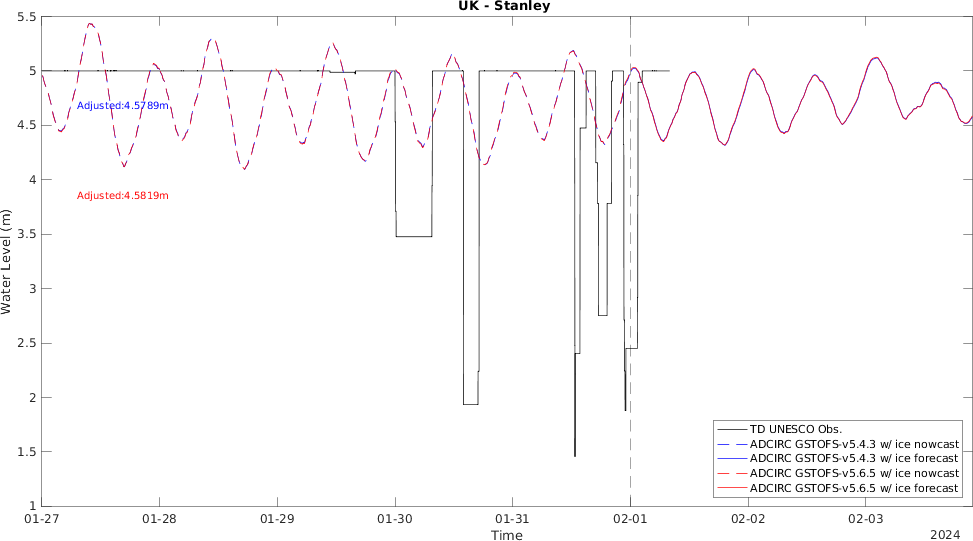 UK - Stanley
5.5
5
4.5
4
3.5
3
2.5
2
1.5
1
Water Level (m)
Adjusted:4.5789m
Adjusted:4.5819m
TD UNESCO Obs.
ADCIRC GSTOFS-v5.4.3 w/ ice nowcast
ADCIRC GSTOFS-v5.4.3 w/ ice forecast
ADCIRC GSTOFS-v5.6.5 w/ ice nowcast
ADCIRC GSTOFS-v5.6.5 w/ ice forecast
01-27 01-28 01-29 01-30 01-31 02-01 02-02 02-03
Time
2024